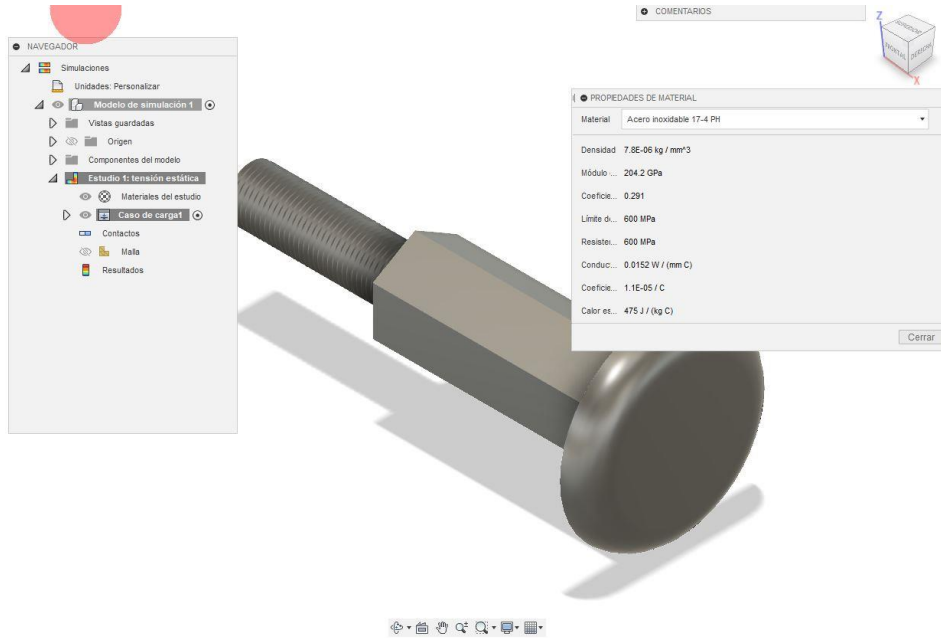 COMENTARIOS
NAVEGADOR
Simulaciones
Unidades: Personalizar
Modelo de simulación 1
Vistas guardadas
Origen
Componentes del modelo
Estudio 1: tensión estática
Materiales del estudio
Caso de carga1
Contactos
Malla
Resultados
Z
FRONTAL
X
PROPIEDADES DE MATERIAL
Material Acero inoxidable 17-4 PH
Densidad 7.8E-06 kg / mm^3
Módulo ... 204.2 GPa
Coeficie... 0.291
Límite d... 600 MPa
Resister... 600 MPa
Conduc... 0.0152 W / (mm C)
Coeficie... 1.1E-05 / C
Calor es... 475 J / (kg C)
Cerrar